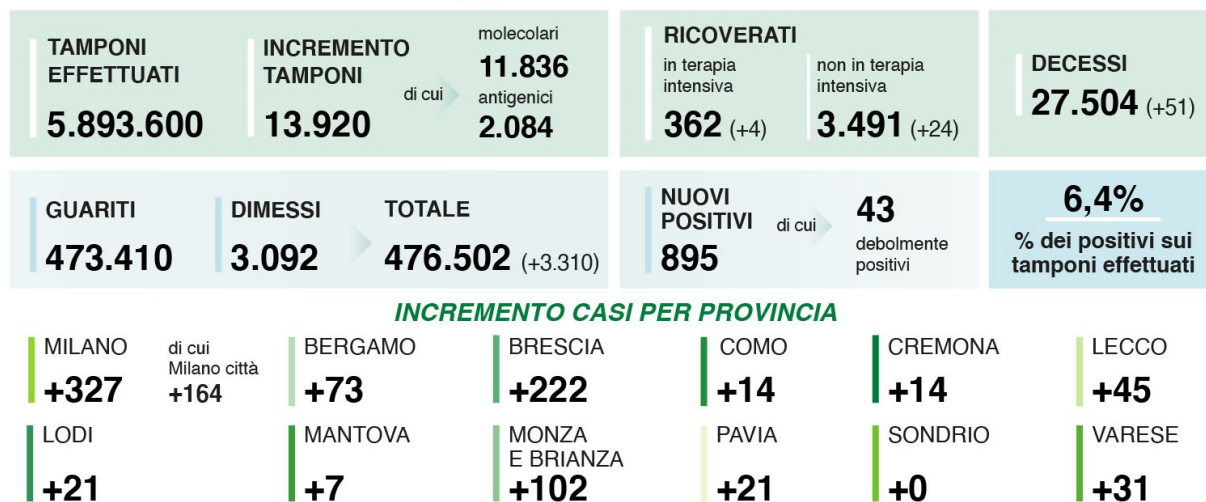 TAMPONI
EFFETTUATI
5.893.600
INCREMENTO
TAMPONI
13.920
di cui
molecolari
11.836
antigenici
2.084
RICOVERATI
in terapia
intensiva
362 (+4)
non in terapia
intensiva
3.491 (+24)
DECESSI
27.504 (+51)
GUARITI
473.410
DIMESSI
3.092
TOTALE
476.502 (+3.310)
NUOVI
POSITIVI
895
di cui
43
debolmente
positivi
6,4%
% dei positivi sui
tamponi effettuati
INCREMENTO CASI PER PROVINCIA
MILANO
+327
di cui
Milano città
+164
BERGAMO
+73
BRESCIA
+222
COMO
+14
CREMONA
+14
LECCO
+45
LODI
+21
MANTOVA
+7
MONZA
E BRIANZA
+102
PAVIA
+21
SONDRIO
+0
VARESE
+31